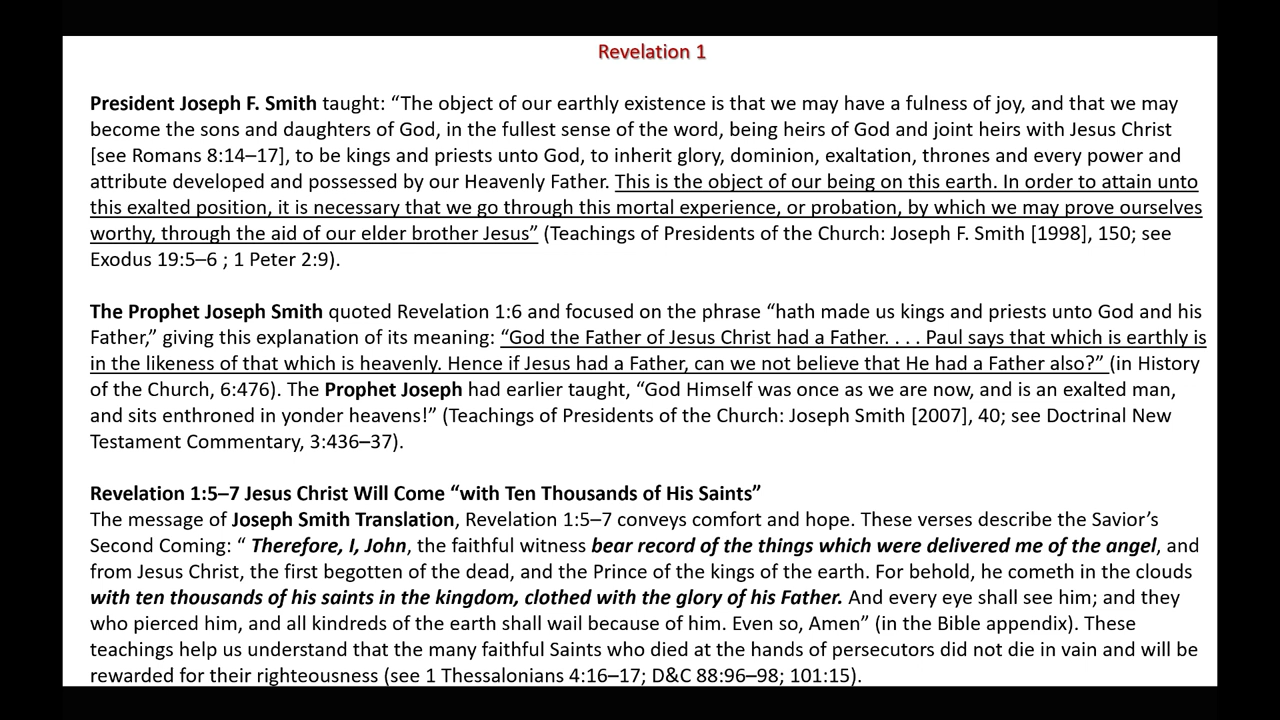 Revelation 1
President Joseph F. Smith taught: “The object of our earthly existence is that we may have a fulness of joy, and that we may
become the sons and daughters of God, in the fullest sense of the word, being heirs of God and joint heirs with Jesus Christ
[see Romans 8:14–17], to be kings and priests unto God, to inherit glory, dominion, exaltation, thrones and every power and
attribute developed and possessed by our Heavenly Father. This is the object of our being on this earth. In order to attain unto
this exalted position, it is necessary that we go through this mortal experience, or probation, by which we may prove ourselves
worthy, through the aid of our elder brother Jesus” (Teachings of Presidents of the Church: Joseph F. Smith [1998], 150; see
Exodus 19:5–6 ; 1 Peter 2:9).
The Prophet Joseph Smith quoted Revelation 1:6 and focused on the phrase “hath made us kings and priests unto God and his
Father,” giving this explanation of its meaning: “God the Father of Jesus Christ had a Father. . . . Paul says that which is earthly is
in the likeness of that which is heavenly. Hence if Jesus had a Father, can we not believe that He had a Father also?” (in History
of the Church, 6:476). The Prophet Joseph had earlier taught, “God Himself was once as we are now, and is an exalted man,
and sits enthroned in yonder heavens!” (Teachings of Presidents of the Church: Joseph Smith [2007], 40; see Doctrinal New
Testament Commentary, 3:436–37).
Revelation 1:5–7 Jesus Christ Will Come “with Ten Thousands of His Saints”
The message of Joseph Smith Translation, Revelation 1:5–7 conveys comfort and hope. These verses describe the Savior’s
Second Coming: “ Therefore, I, John, the faithful witness bear record of the things which were delivered me of the angel, and
from Jesus Christ, the first begotten of the dead, and the Prince of the kings of the earth. For behold, he cometh in the clouds
with ten thousands of his saints in the kingdom, clothed with the glory of his Father. And every eye shall see him; and they
who pierced him, and all kindreds of the earth shall wail because of him. Even so, Amen” (in the Bible appendix). These
teachings help us understand that the many faithful Saints who died at the hands of persecutors did not die in vain and will be
rewarded for their righteousness (see 1 Thessalonians 4:16–17; D&C 88:96–98; 101:15).